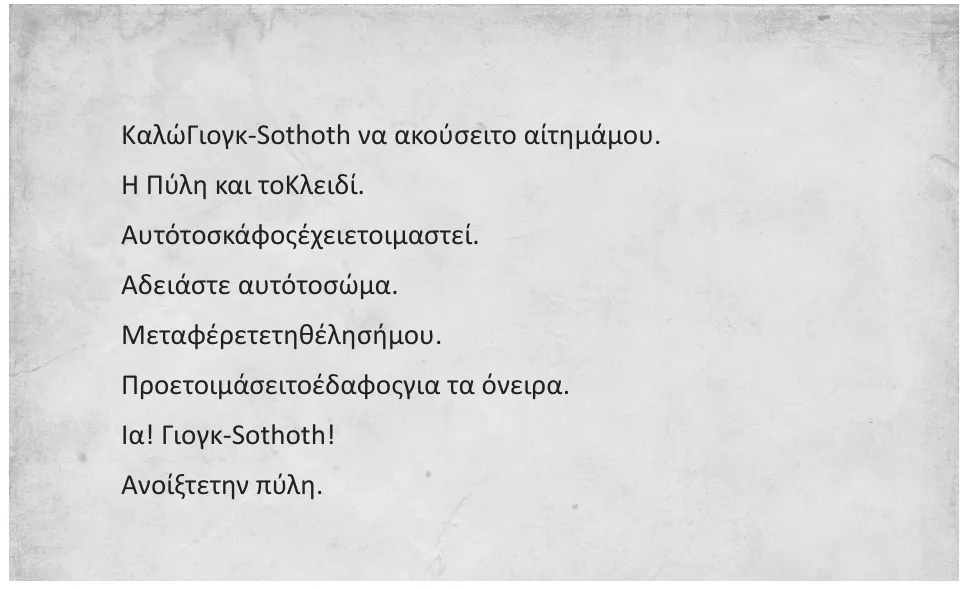 ΚαλώΓιογκ-Sothoth να ακούσειτο αίτημάμου.
Η Πύλη και τοΚλειδί.
Αυτότοσκάφοςέχειετοιμαστεί.
Αδειάστε αυτότοσώμα.
Μεταφέρετετηθέλησήμου.
Προετοιμάσειτοέδαφοςγια τα όνειρα.
Ια! Γιογκ-Sothoth!
Ανοίξτετην πύλη.